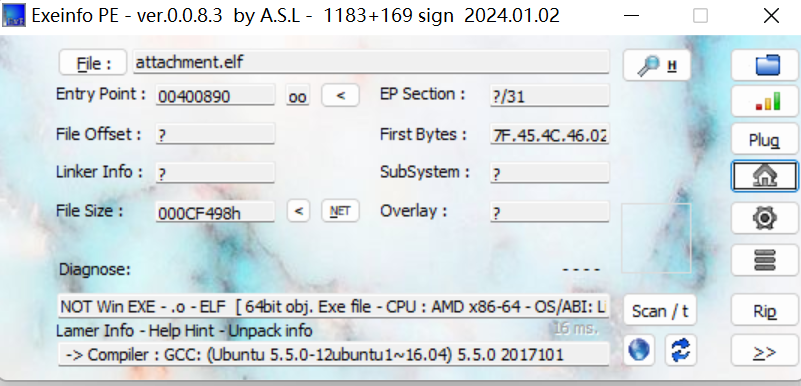 Exeinfo PE - ver.0.0.8.3  by A.S.L -  1183+169 sign  2024.01.02
File : attachment.elf H
Entry Point : 00400890 oo < EP Section : ?/31
File Offset : ? First Bytes : 7F.45.4C.46.02 Plug
Linker Info : ? SubSystem : ?
File Size : 000CF498h < NET Overlay : ?
Diagnose: - - - -
NOT Win EXE - .o - ELF  [ 64bit obj. Exe file - CPU : AMD x86-64 - OS/ABI: Scan / t Rip
Lamer Info - Help Hint - Unpack info 16 ms.
-> Compiler : GCC: (Ubuntu 5.5.0-12ubuntu1~16.04) 5.5.0 2017101 >>